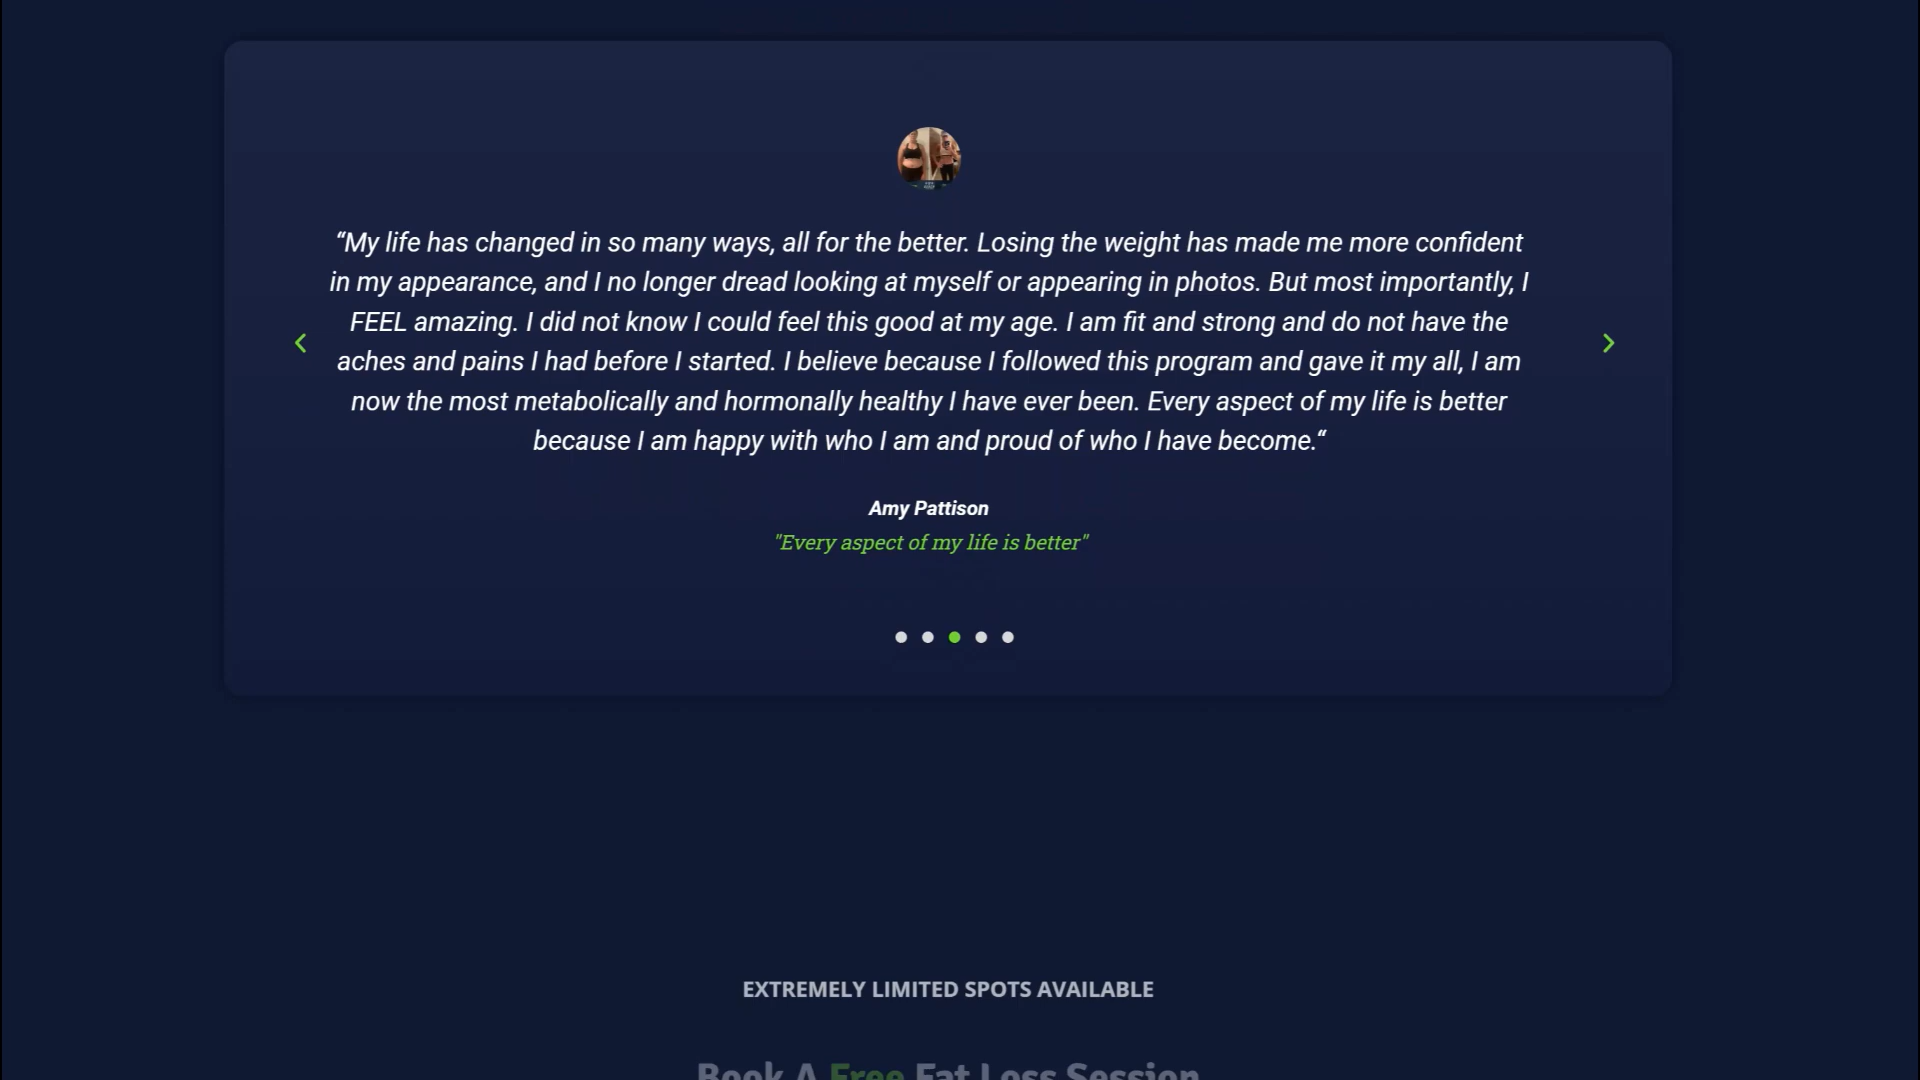 “My life has changed in so many ways, all for the better. Losing the weight has made me more confident
in my appearance, and I no longer dread looking at myself or appearing in photos. But most importantly, I
FEEL amazing. I did not know I could feel this good at my age. I am fit and strong and do not have the
aches and pains I had before I started. I believe because I followed this program and gave it my all, I am
now the most metabolically and hormonally healthy I have ever been. Every aspect of my life is better
because I am happy with who I am and proud of who I have become.“
Amy Pattison
"Every aspect of my life is better"
EXTREMELY LIMITED SPOTS AVAILABLE
Book A Free Fat Loss Session